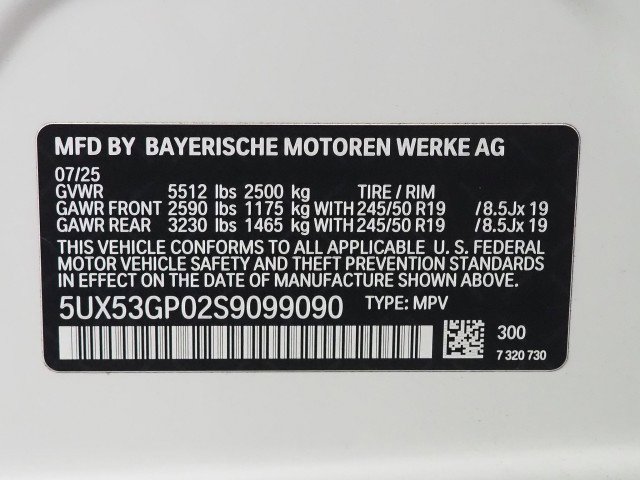 MFD BY BAYERISCHE MOTOREN WERKE AG
07/25
GVWR 5512 lbs 2500 kg TIRE / RIM
GAWR FRONT 2590 lbs 1175 kg WITH 245/50 R19 /8.5Jx 19
GAWR REAR 3230 lbs 1465 kg WITH 245/50 R19 /8.5Jx 19
THIS VEHICLE CONFORMS TO ALL APPLICABLE U. S. FEDERAL
MOTOR VEHICLE SAFETY AND THEFT PREVENTION STANDARDS
IN EFFECT ON THE DATE OF MANUFACTURE SHOWN ABOVE.
5UX53GP02S9099090 TYPE: MPV
300
7 320 730